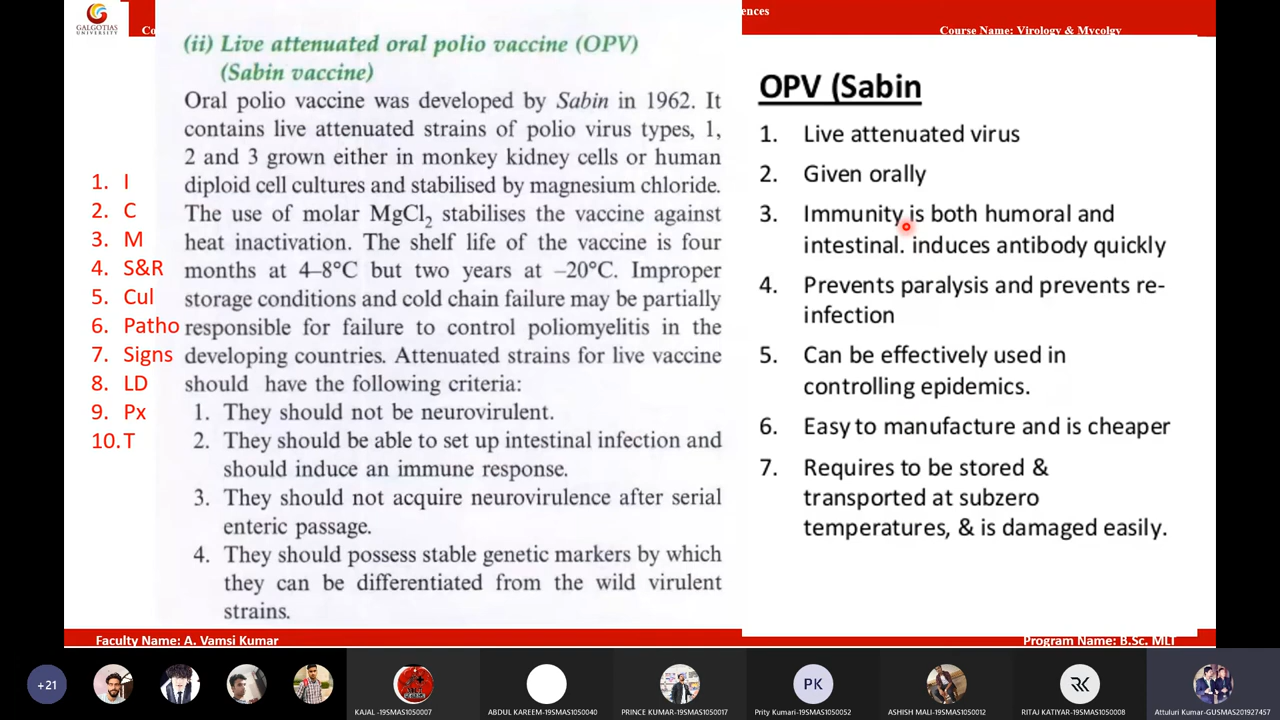 GALGOTIAS
UNIVERSITY
Co
ences
Course Name: Virology & Mycolgy
1. I
2. C
3. M
4. S&R
5. Cul
6. Patho
7. Signs
8. LD
9. Px
10. T
(ii) Live attenuated oral polio vaccine (OPV)
(Sabin vaccine)
Oral polio vaccine was developed by Sabin in 1962. It
contains live attenuated strains of polio virus types, 1,
2 and 3 grown either in monkey kidney cells or human
diploid cell cultures and stabilised by magnesium chloride.
The use of molar MgCl2 stabilises the vaccine against
heat inactivation. The shelf life of the vaccine is four
months at 4–8°C but two years at –20°C. Improper
storage conditions and cold chain failure may be partially
responsible for failure to control poliomyelitis in the
developing countries. Attenuated strains for live vaccine
should have the following criteria:
1. They should not be neurovirulent.
2. They should be able to set up intestinal infection and
should induce an immune response.
3. They should not acquire neurovirulence after serial
enteric passage.
4. They should possess stable genetic markers by which
they can be differentiated from the wild virulent
strains.
OPV (Sabin
1. Live attenuated virus
2. Given orally
3. Immunity is both humoral and
intestinal. induces antibody quickly
4. Prevents paralysis and prevents re-
infection
5. Can be effectively used in
controlling epidemics.
6. Easy to manufacture and is cheaper
7. Requires to be stored &
transported at subzero
temperatures, & is damaged easily.
Faculty Name: A. Vamsi Kumar
Program Name: B.Sc. MLT
+21
PK
RK
KAJAL -19SMAS1050007
ABDUL KAREEM-19SMAS1050040
PRINCE KUMAR-19SMAS1050017
Prity Kumari-19SMAS1050052
ASHISH MALI-19SMAS1050012
RITAJ KATIYAR-19SMAS1050008
Attuluri Kumar-GUSMAS201927457